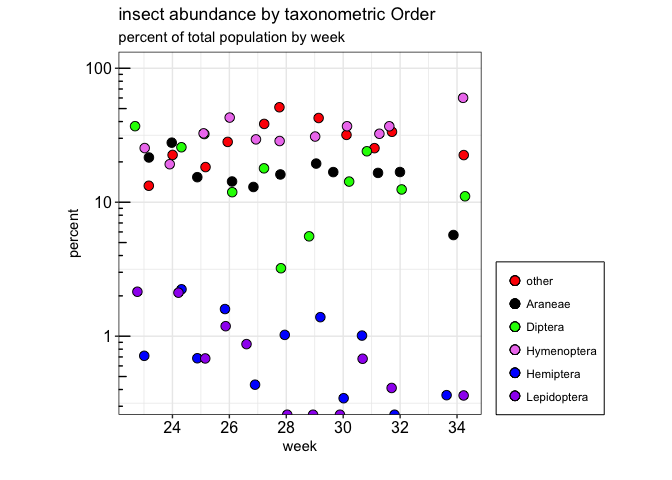 insect abundance by taxonometric Order
percent of total population by week
100
10
1
percent
24 26 28 30 32 34
week
other
Araneae
Diptera
Hymenoptera
Hemiptera
Lepidoptera